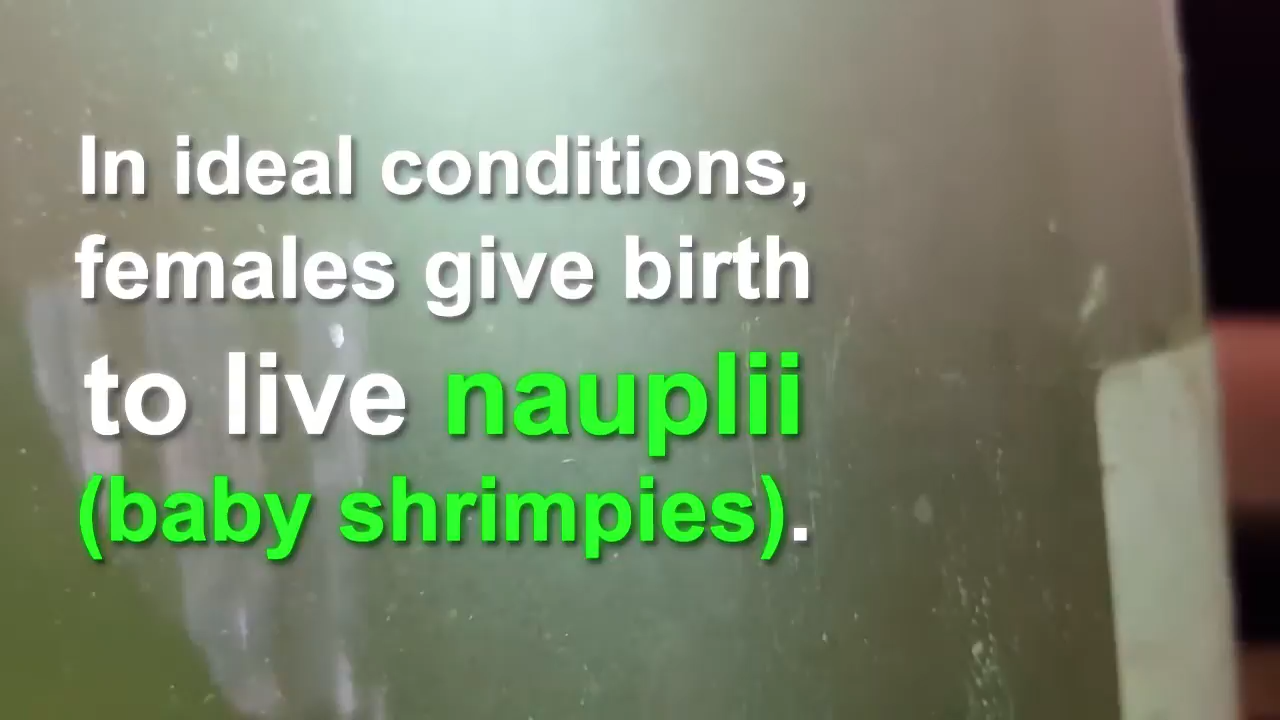 In ideal conditions,
females give birth
to live nauplii
(baby shrimpies).